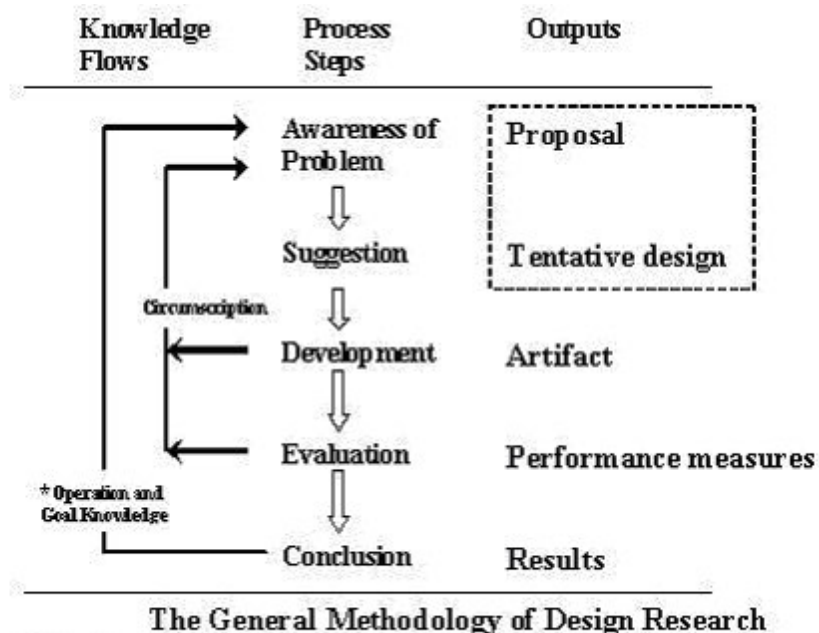 Knowledge Flows
Process Steps
Outputs
Awareness of Problem
Proposal
Suggestion
Tentative design
Circumscription
Development
Artifact
Evaluation
Performance measures
* Operation and
Goal Knowledge
Conclusion
Results
The General Methodology of Design Research